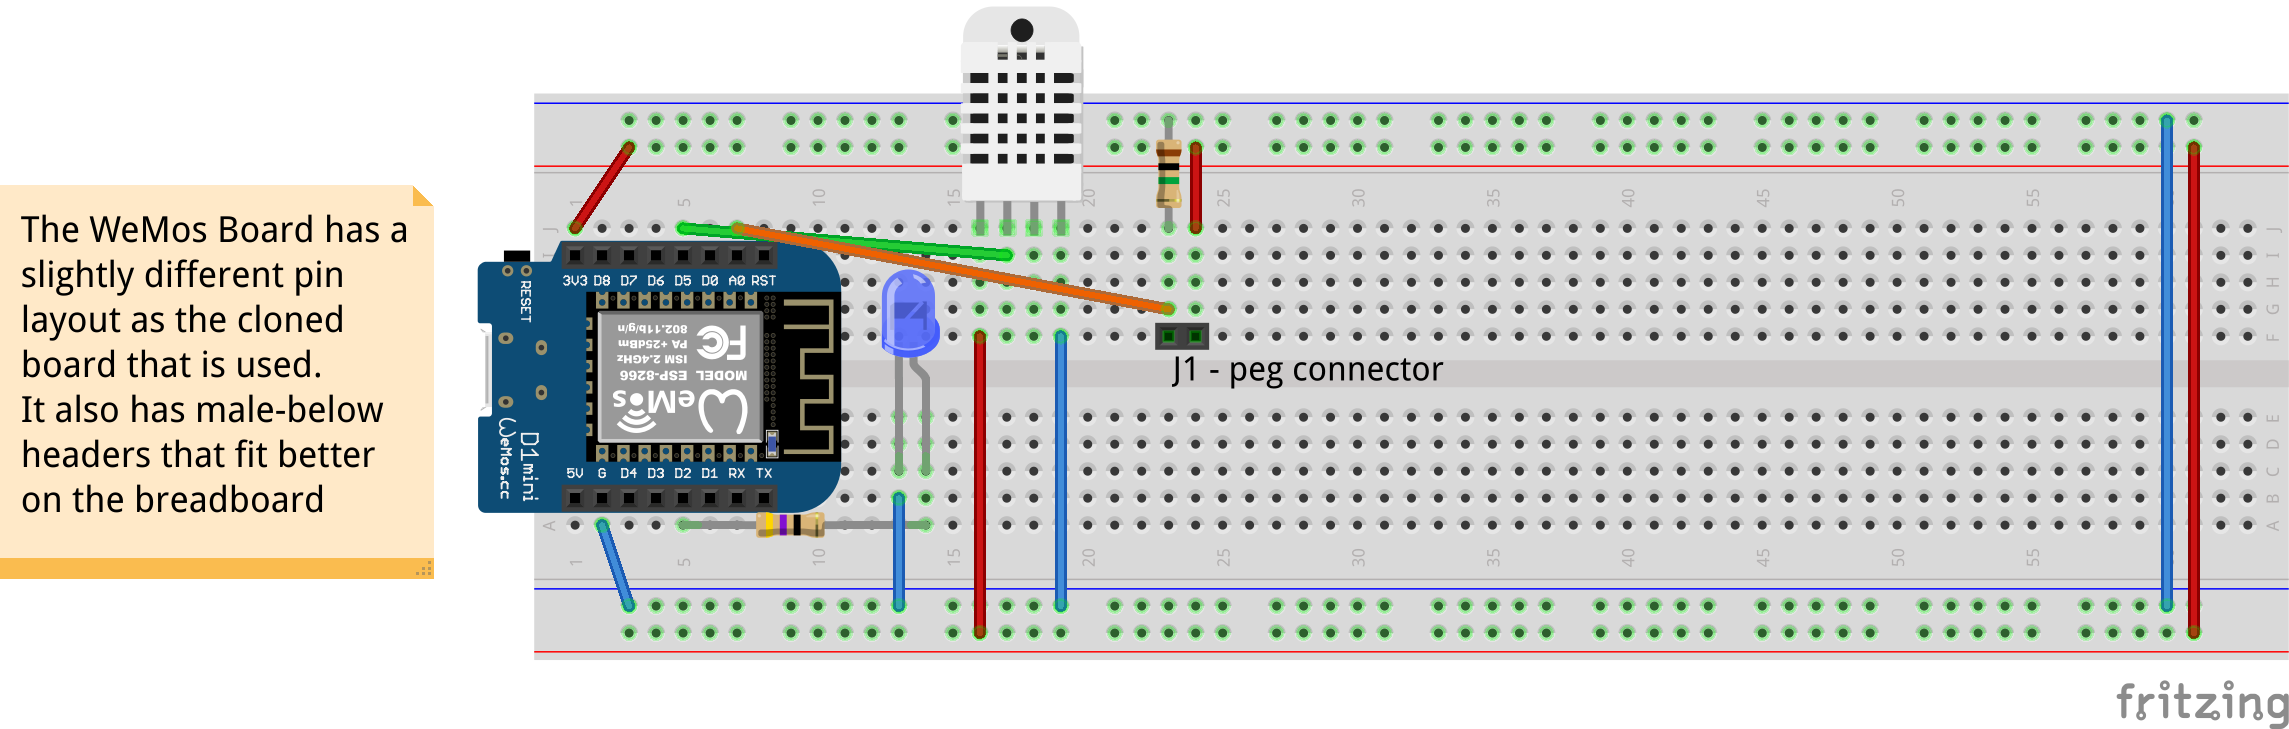 The WeMos Board has a
slightly different pin
layout as the cloned
board that is used.
It also has male-below
headers that fit better
on the breadboard
1 5 10 15 20 25 30 35 40 45 50 55
J
J
I
I
H
G
F
3V3 D8 D7 D6 D5 D0 A0 RST
RESET
802.11b/g/n
PA +25dBm
ISM 2.4GHz
MODEL ESP-8266
FC
WeMos
D1 mini
WeMos.cc
5V G D4 D3 D2 D1 RX TX
J1 - peg connector
E
D
C
B
A
A
1 5 10 15 20 25 30 35 40 45 50 55
fritzing